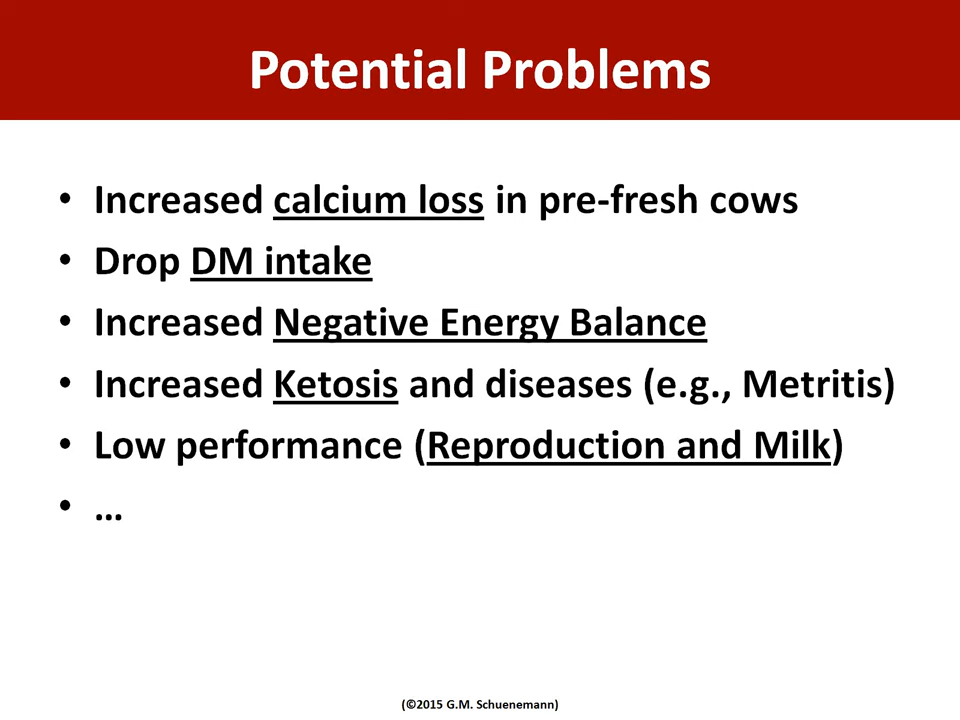 Potential Problems
• Increased calcium loss in pre-fresh cows
• Drop DM intake
• Increased Negative Energy Balance
• Increased Ketosis and diseases (e.g., Metritis)
• Low performance (Reproduction and Milk)
• …
(©2015 G.M. Schuenemann)